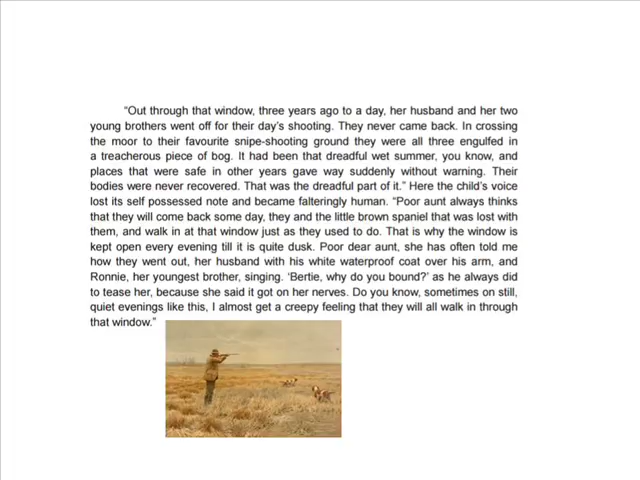 “Out through that window, three years ago to a day, her husband and her two
young brothers went off for their day’s shooting. They never came back. In crossing
the moor to their favourite snipe-shooting ground they were all three engulfed in
a treacherous piece of bog. It had been that dreadful wet summer, you know, and
places that were safe in other years gave way suddenly without warning. Their
bodies were never recovered. That was the dreadful part of it.” Here the child’s voice
lost its self possessed note and became falteringly human. “Poor aunt always thinks
that they will come back some day, they and the little brown spaniel that was lost with
them, and walk in at that window just as they used to do. That is why the window is
kept open every evening till it is quite dusk. Poor dear aunt, she has often told me
how they went out, her husband with his white waterproof coat over his arm, and
Ronnie, her youngest brother, singing. ‘Bertie, why do you bound?’ as he always did
to tease her, because she said it got on her nerves. Do you know, sometimes on still,
quiet evenings like this, I almost get a creepy feeling that they will all walk in through
that window.”